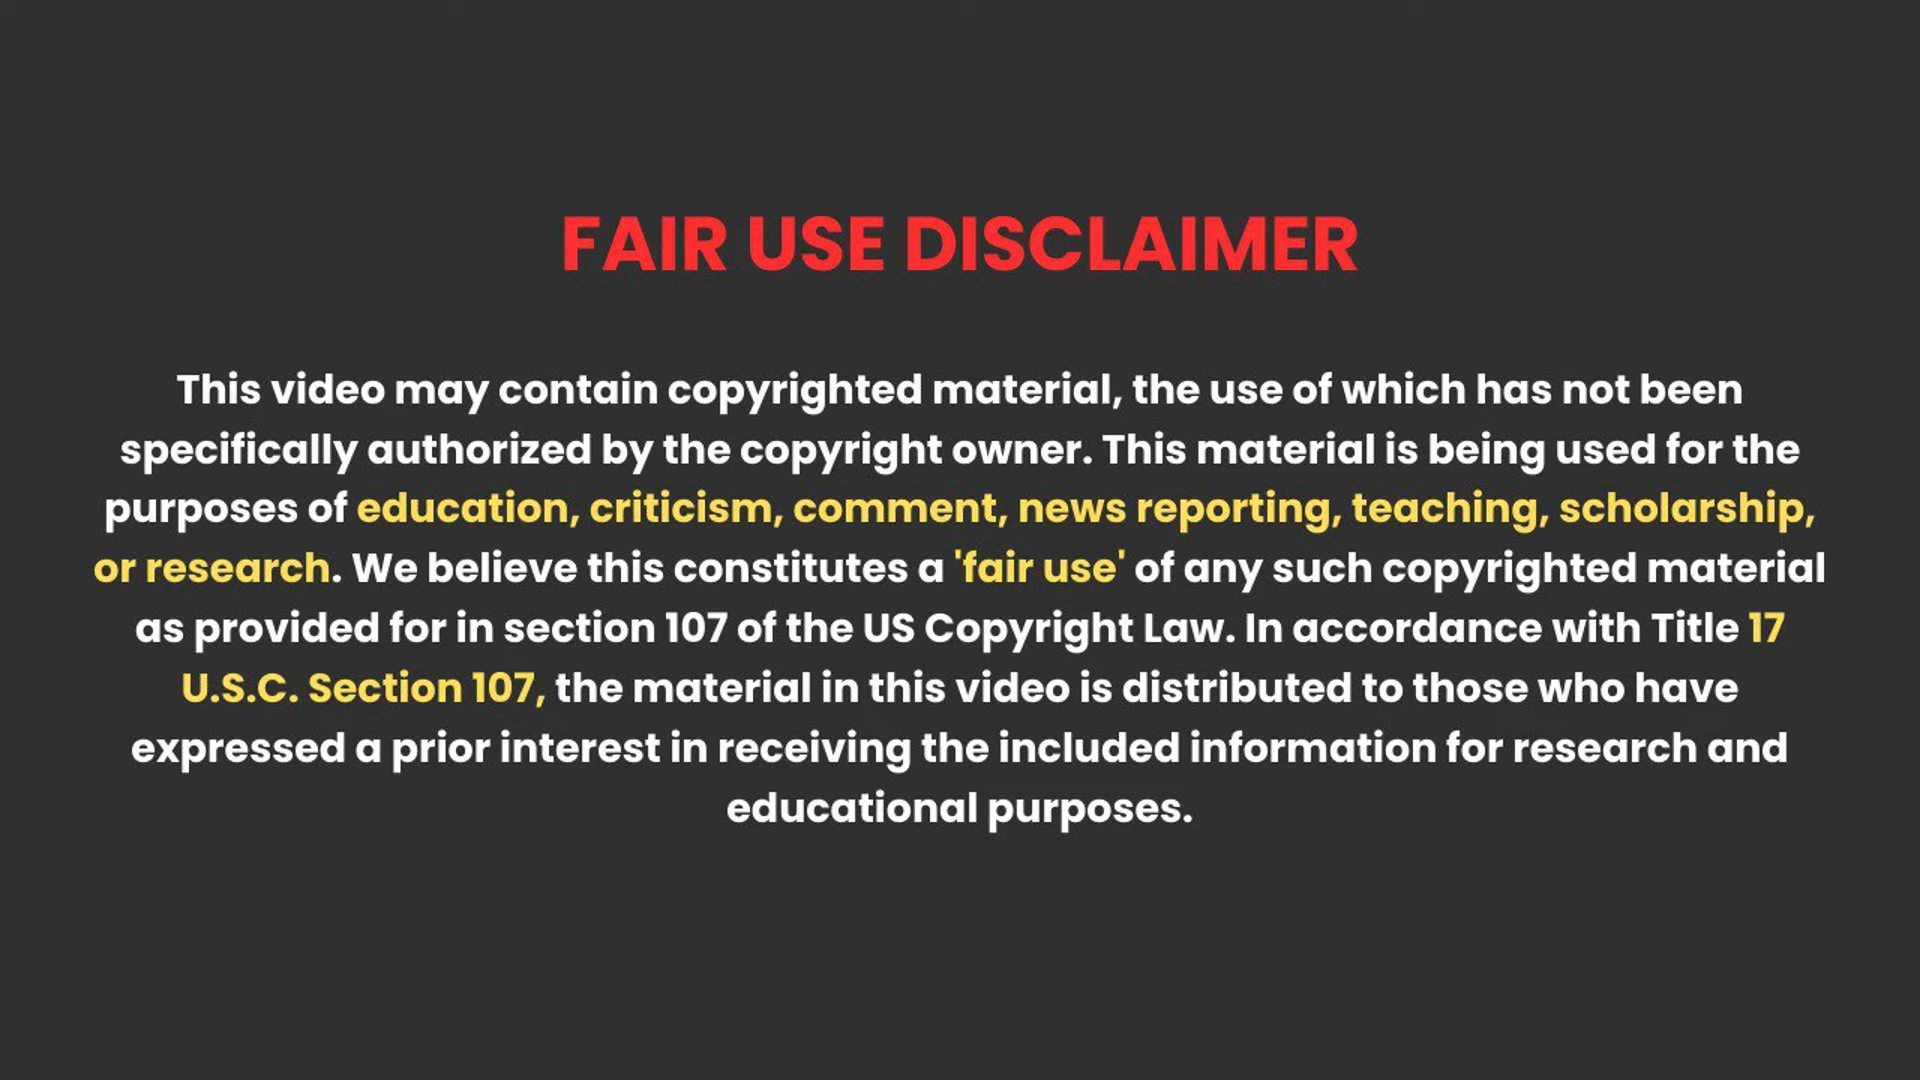 FAIR USE DISCLAIMER
This video may contain copyrighted material, the use of which has not been
specifically authorized by the copyright owner. This material is being used for the
purposes of education, criticism, comment, news reporting, teaching, scholarship,
or research. We believe this constitutes a 'fair use' of any such copyrighted material
as provided for in section 107 of the US Copyright Law. In accordance with Title 17
U.S.C. Section 107, the material in this video is distributed to those who have
expressed a prior interest in receiving the included information for research and
educational purposes.